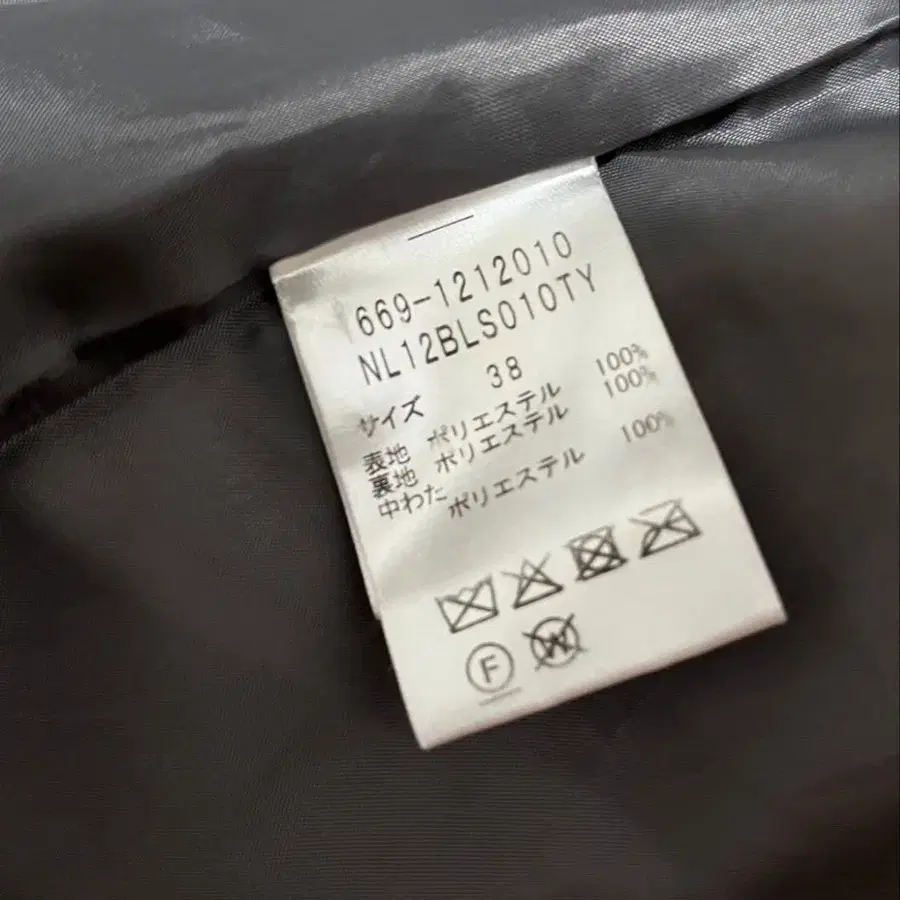 669-1212010
NL12BLS010TY
サイズ 38
表地 ポリエステル 100%
裏地 ポリエステル 100%
中わた ポリエステル 100%
F W